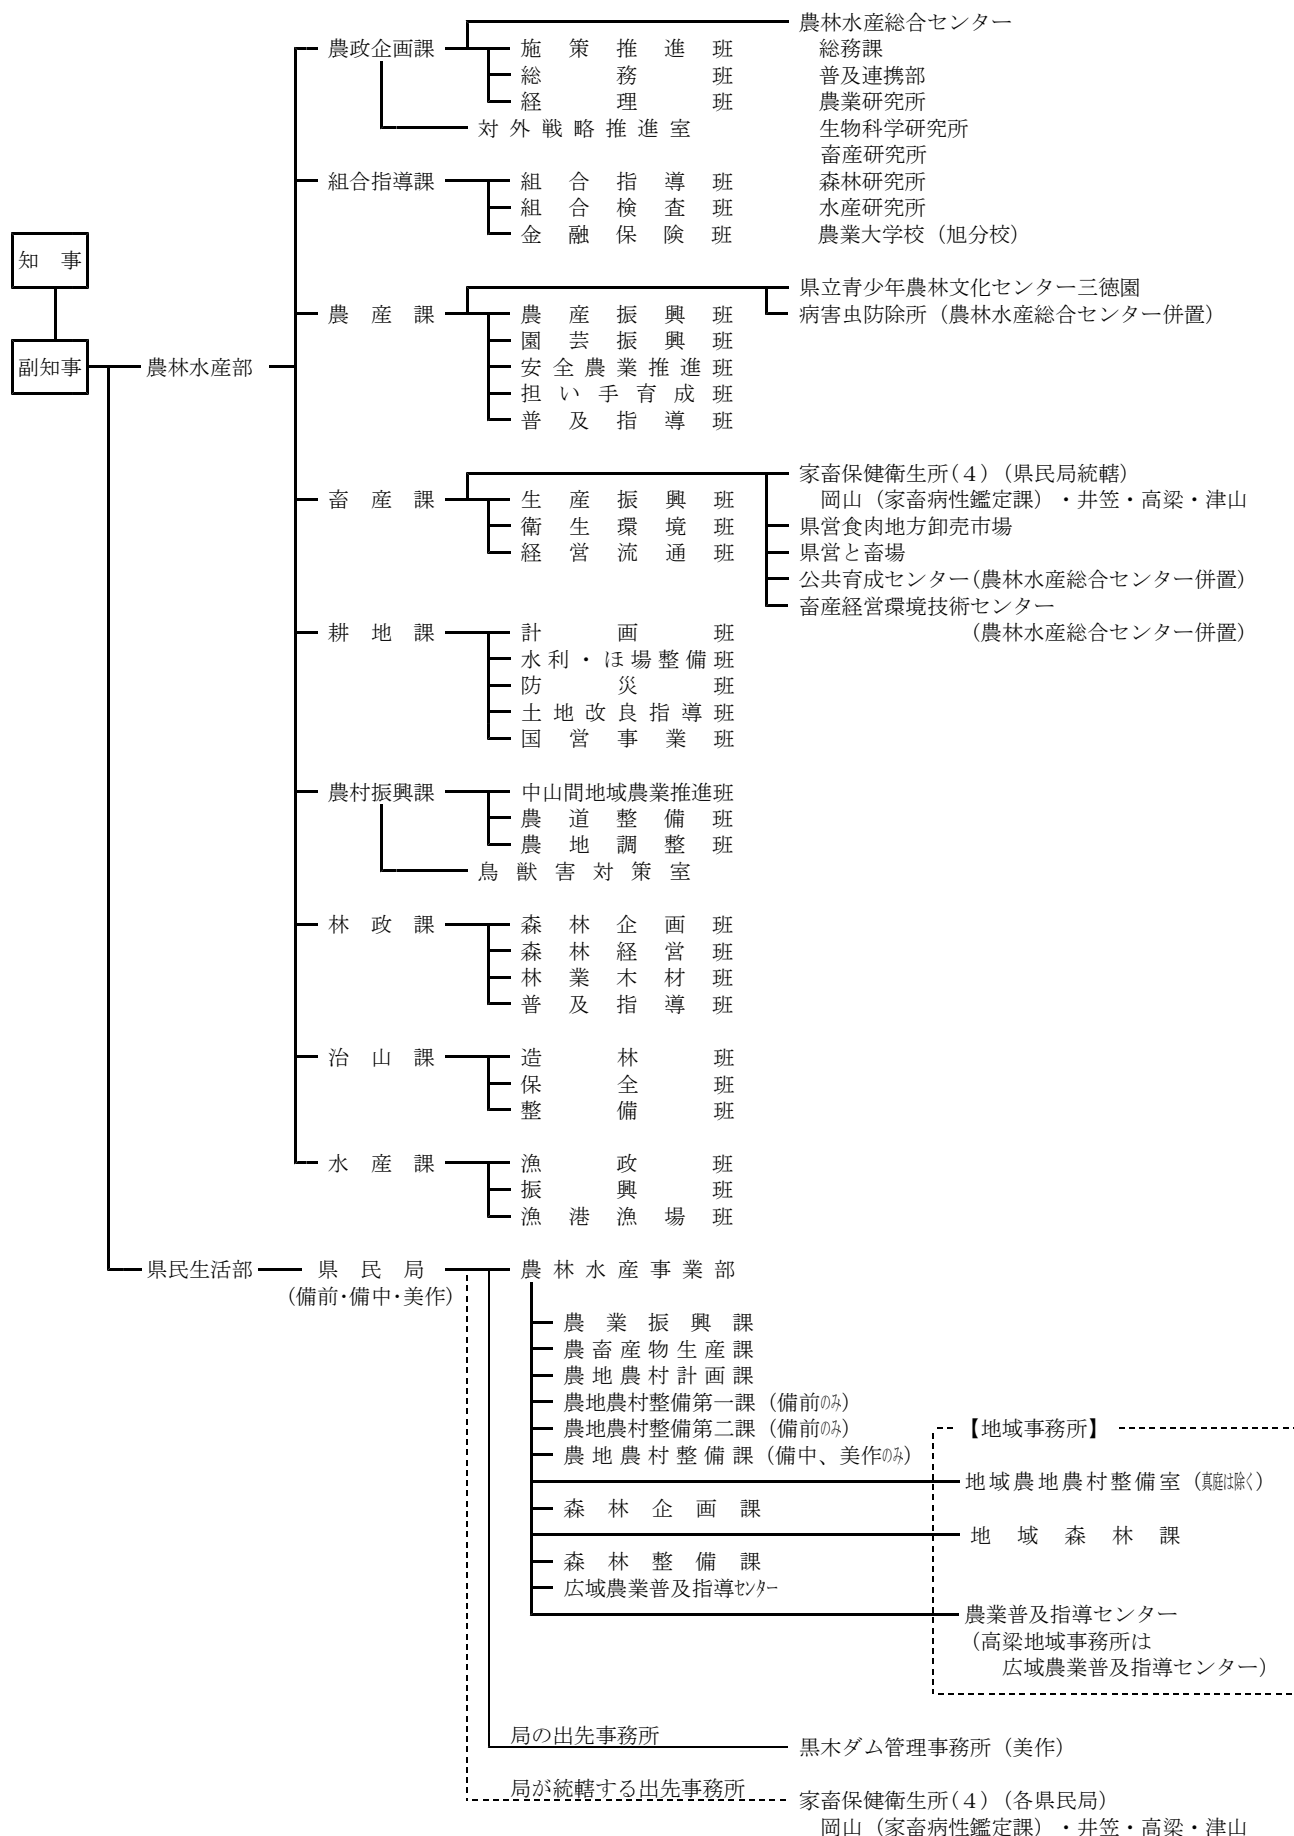 農林水産総合センター
農政企画課 施策推進班 総務課
総務班 普及連携部
経理班 農業研究所
対外戦略推進室 生物科学研究所
畜産研究所
組合指導課 組合指導班 森林研究所
組合検査班 水産研究所
金融保険班 農業大学校（旭分校）
知事
県立青少年農林文化センター三徳園
農産課 農産振興班 病害虫防除所（農林水産総合センター併置）
園芸振興班
副知事 農林水産部 安全農業推進班
担い手育成班
普及指導班
家畜保健衛生所(４)（県民局統轄）
畜産課 生産振興班 岡山（家畜病性鑑定課）・井笠・高梁・津山
衛生環境班 県営食肉地方卸売市場
経営流通班 県営と畜場
公共育成センター(農林水産総合センター併置)
畜産経営環境技術センター
耕地課 計画班 (農林水産総合センター併置)
水利・ほ場整備班
防災班
土地改良指導班
国営事業班
農村振興課 中山間地域農業推進班
農道整備班
農地調整班
鳥獣害対策室
林政課 森林企画班
森林経営班
林業木材班
普及指導班
治山課 造林班
保全班
整備班
水産課 漁政班
振興班
漁港漁場班
県民生活部 県民局 農林水産事業部
(備前･備中･美作)
農業振興課
農畜産物生産課
農地農村計画課
農地農村整備第一課（備前のみ）
農地農村整備第二課（備前のみ） 【地域事務所】
農地農村整備課（備中、美作のみ）
地域農地農村整備室（真庭は除く）
森林企画課
地域森林課
森林整備課
広域農業普及指導ｾﾝﾀｰ
農業普及指導センター
（高梁地域事務所は
広域農業普及指導センター）
局の出先事務所
黒木ダム管理事務所（美作）
局が統轄する出先事務所
家畜保健衛生所(４)（各県民局）
岡山（家畜病性鑑定課）・井笠・高梁・津山